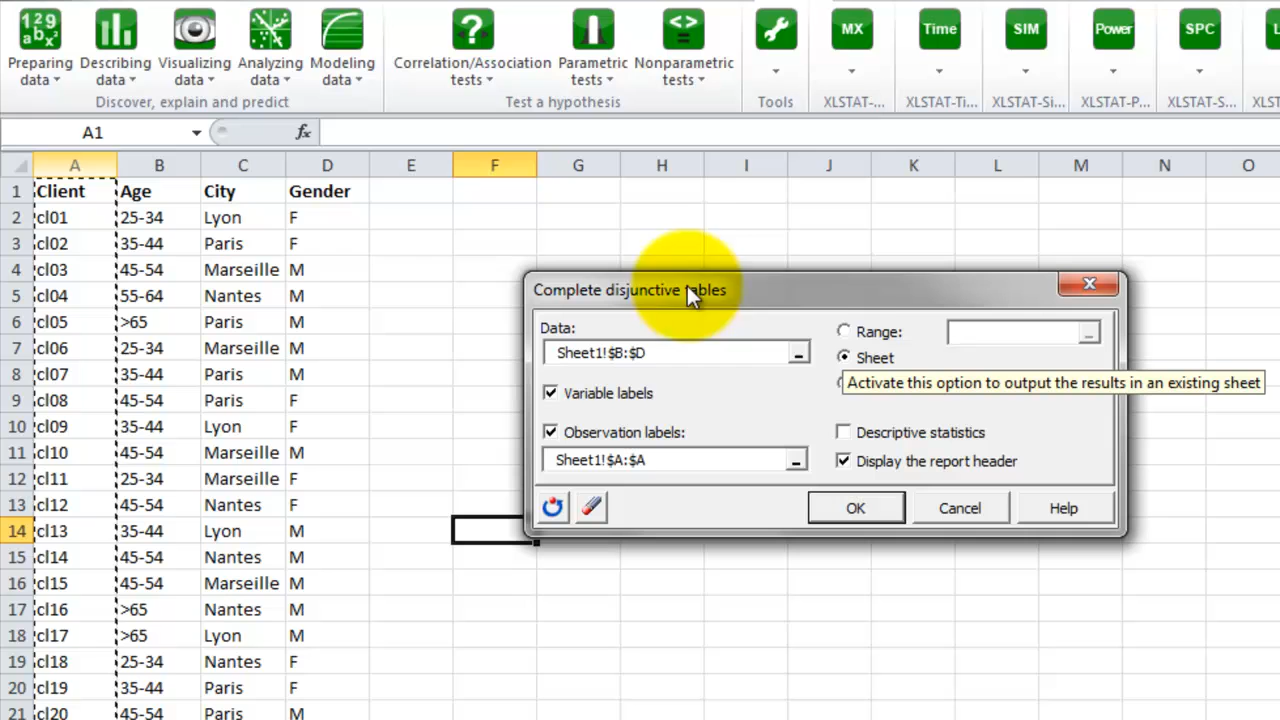 Preparing data Describing data Visualizing data Analyzing data Modeling data Correlation/Association tests Parametric tests Nonparametric tests MX Time SIM Power SPC
Discover, explain and predict Test a hypothesis Tools XLSTAT-... XLSTAT-Ti... XLSTAT-Si... XLSTAT-P... XLSTAT-S... XLST
A1 fx
A B C D E F G H I J K L M N O
1 Client Age City Gender
2 cl01 25-34 Lyon F
3 cl02 35-44 Paris F
4 cl03 45-54 Marseille M
5 cl04 55-64 Nantes M
6 cl05 >65 Paris M
7 cl06 25-34 Marseille M
8 cl07 35-44 Paris M
9 cl08 45-54 Paris F
10 cl09 35-44 Lyon F
11 cl10 45-54 Marseille M
12 cl11 25-34 Marseille F
13 cl12 45-54 Nantes F
14 cl13 35-44 Lyon M
15 cl14 45-54 Nantes M
16 cl15 45-54 Marseille M
17 cl16 >65 Nantes M
18 cl17 >65 Lyon M
19 cl18 25-34 Nantes F
20 cl19 35-44 Paris F
21 cl20 45-54 Paris M
Complete disjunctive tables
Data: Range:
Sheet1!$B:$D Sheet
Activate this option to output the results in an existing sheet
Variable labels
Observation labels: Descriptive statistics
Sheet1!$A:$A Display the report header
OK Cancel Help